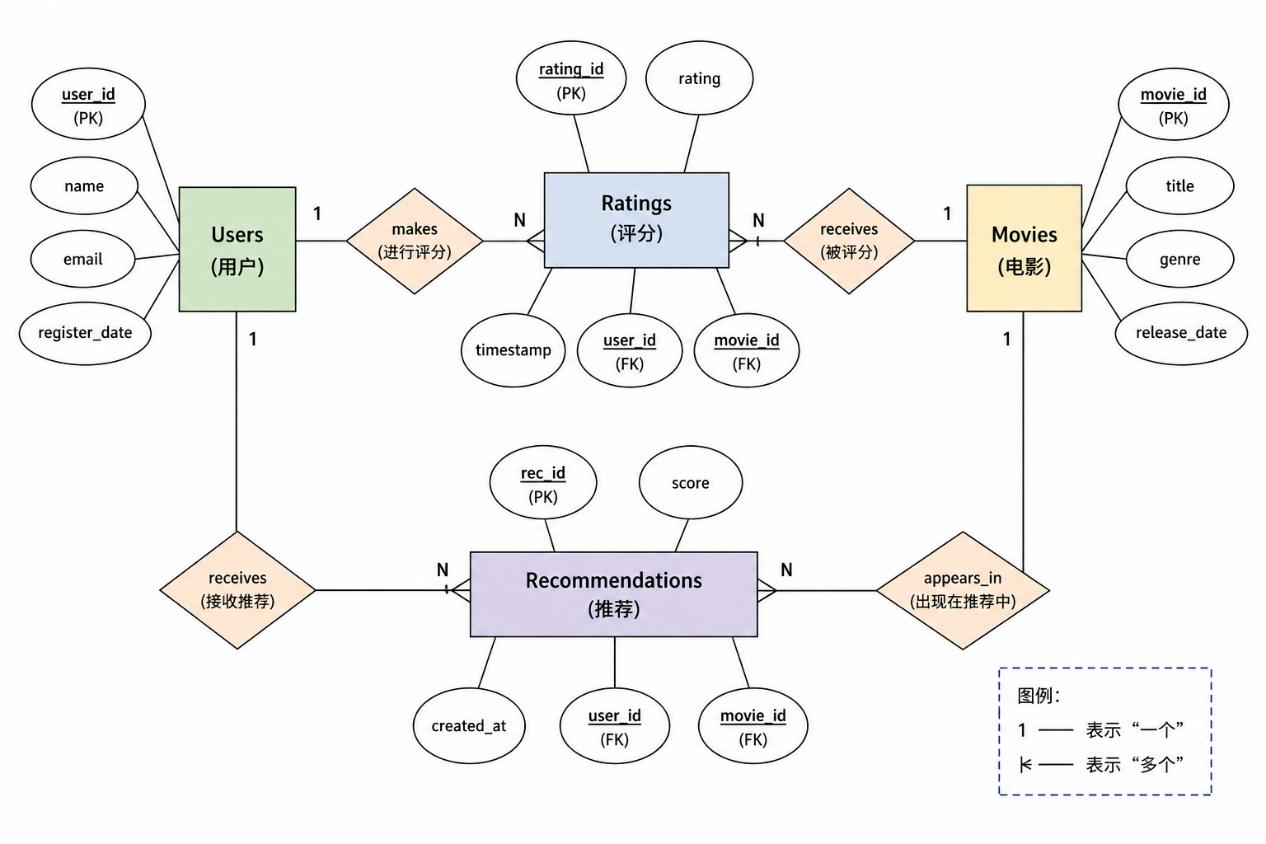 rating_id
(PK)
rating
user_id
(PK)
movie_id
(PK)
name
title
Users
(用户)
1
makes
(进行评分)
N
Ratings
(评分)
N
receives
(被评分)
1
Movies
(电影)
email
genre
register_date
release_date
1
1
timestamp
user_id
(FK)
movie_id
(FK)
rec_id
(PK)
score
receives
(接收推荐)
N
Recommendations
(推荐)
N
appears_in
(出现在推荐中)
created_at
user_id
(FK)
movie_id
(FK)
图例：
1 表示“一个”
表示“多个”